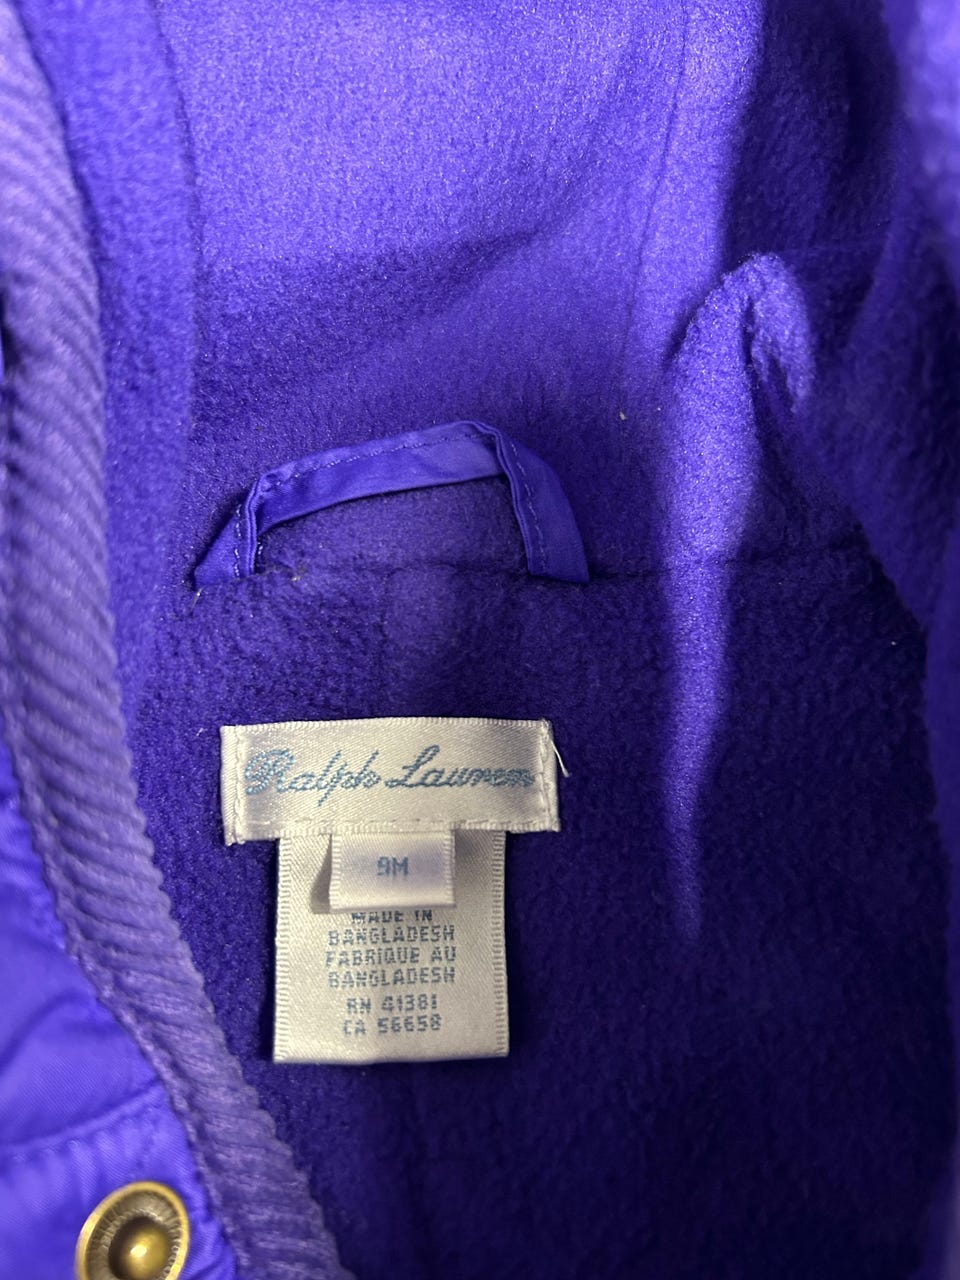 Ralph Lauren
9M
MADE IN
BANGLADESH
FABRIQUE AU
BANGLADESH
RN 41381
CA 56658